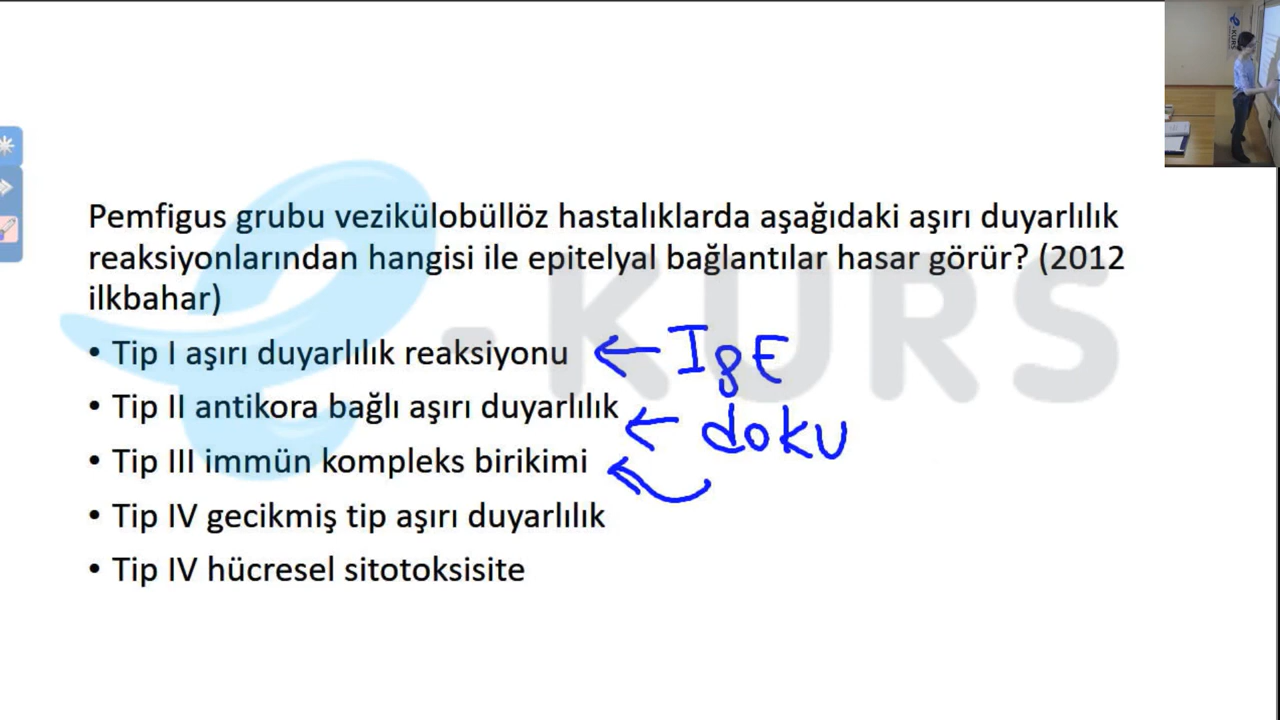 Pemfigus grubu vezikülobüllöz hastalıklarda aşağıdaki aşırı duyarlılık
reaksiyonlarından hangisi ile epitelyal bağlantılar hasar görür? (2012
ilkbahar)
• Tip I aşırı duyarlılık reaksiyonu
IgE
• Tip II antikora bağlı aşırı duyarlılık
doku
• Tip III immün kompleks birikimi
• Tip IV gecikmiş tip aşırı duyarlılık
• Tip IV hücresel sitotoksisite
e-KURS
e-KURS